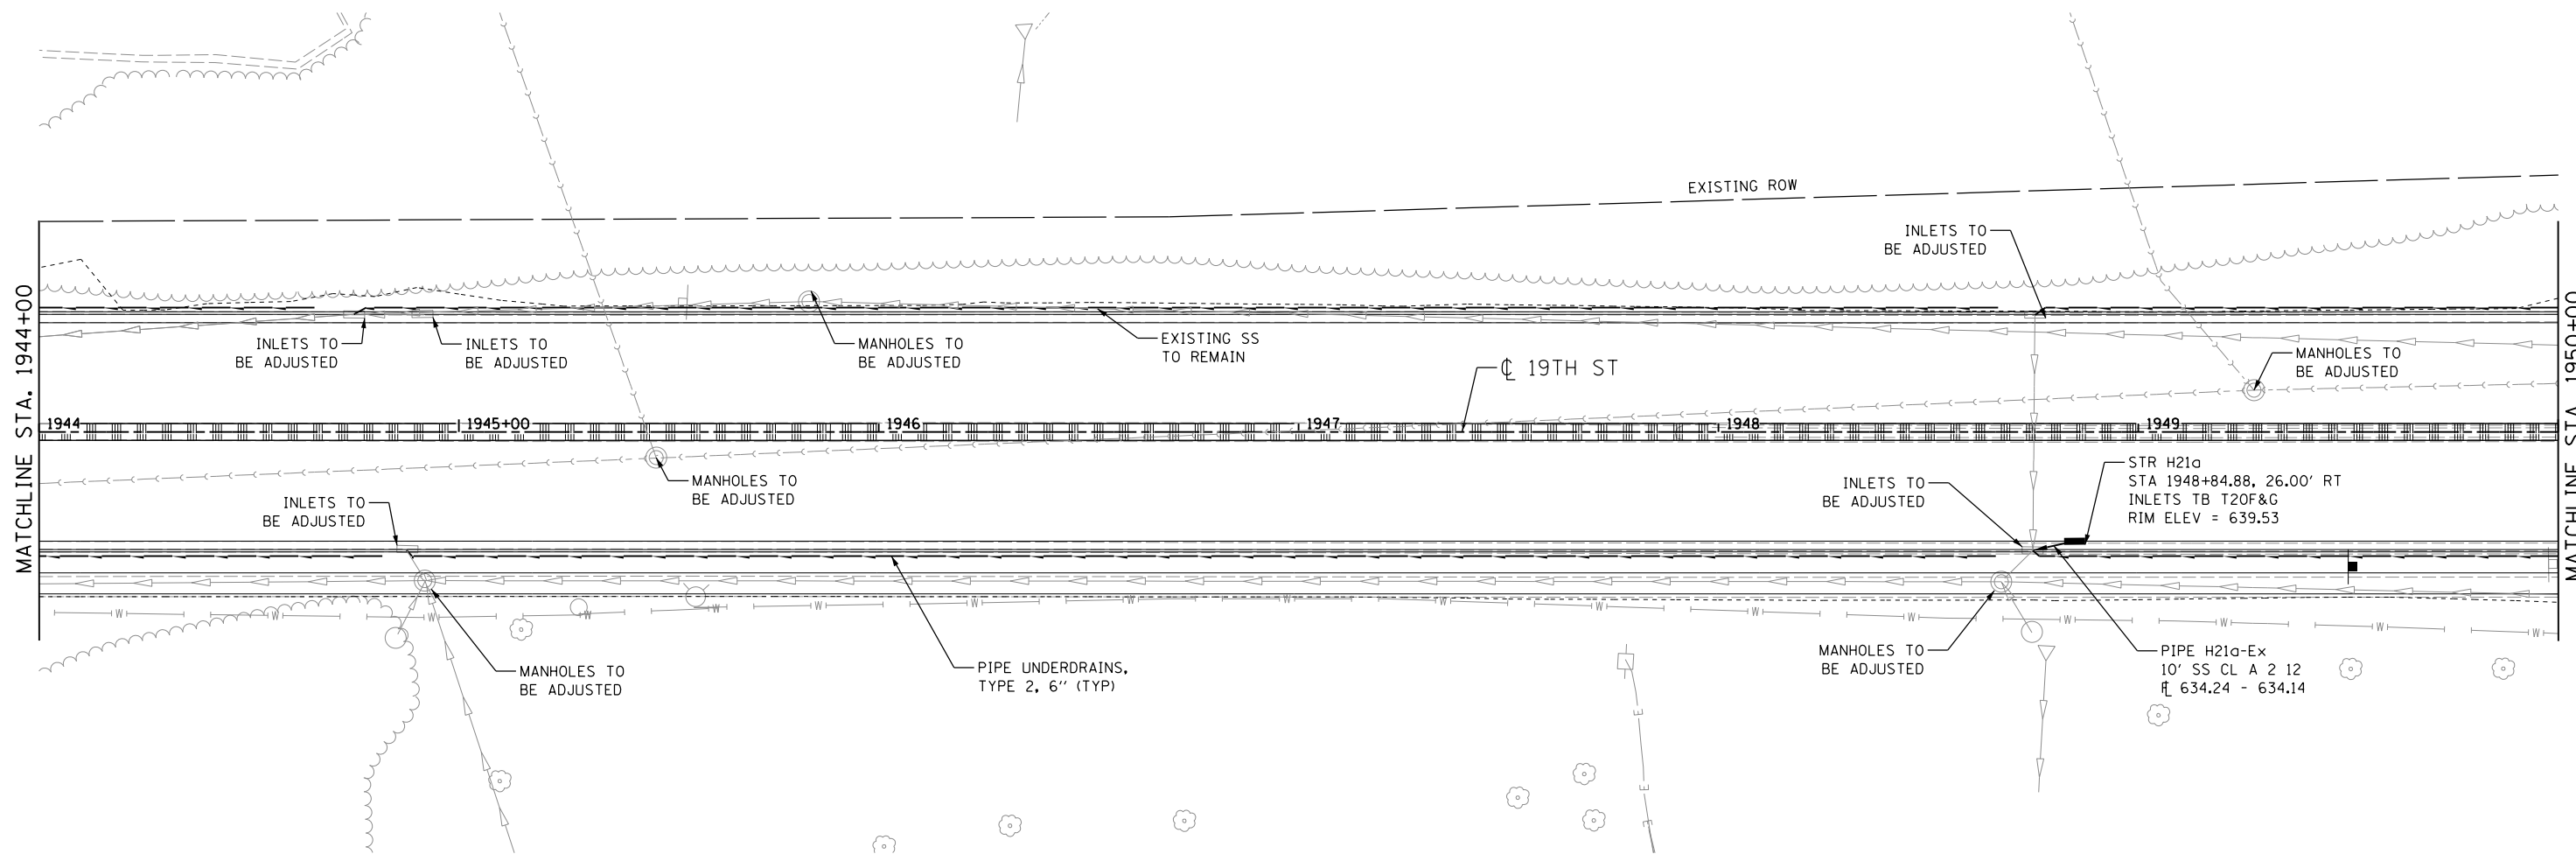 EXISTING ROW
INLETS TO
BE ADJUSTED
MATCHLINE STA. 1944+00
INLETS TO
BE ADJUSTED
INLETS TO
BE ADJUSTED
MANHOLES TO
BE ADJUSTED
EXISTING SS
TO REMAIN
℄ 19TH ST
MANHOLES TO
BE ADJUSTED
MATCHLINE STA 1950+00
1944
1945+00
1946
1947
1948
1949
MANHOLES TO
BE ADJUSTED
INLETS TO
BE ADJUSTED
INLETS TO
BE ADJUSTED
STR H21a
STA 1948+84.88, 26.00' RT
INLETS TB T20F&G
RIM ELEV = 639.53
W W W W W W W W W W W W W W W W
MANHOLES TO
BE ADJUSTED
PIPE UNDERDRAINS,
TYPE 2, 6" (TYP)
MANHOLES TO
BE ADJUSTED
PIPE H21a-Ex
10' SS CL A 2 12
FL 634.24 - 634.14
E
E
E